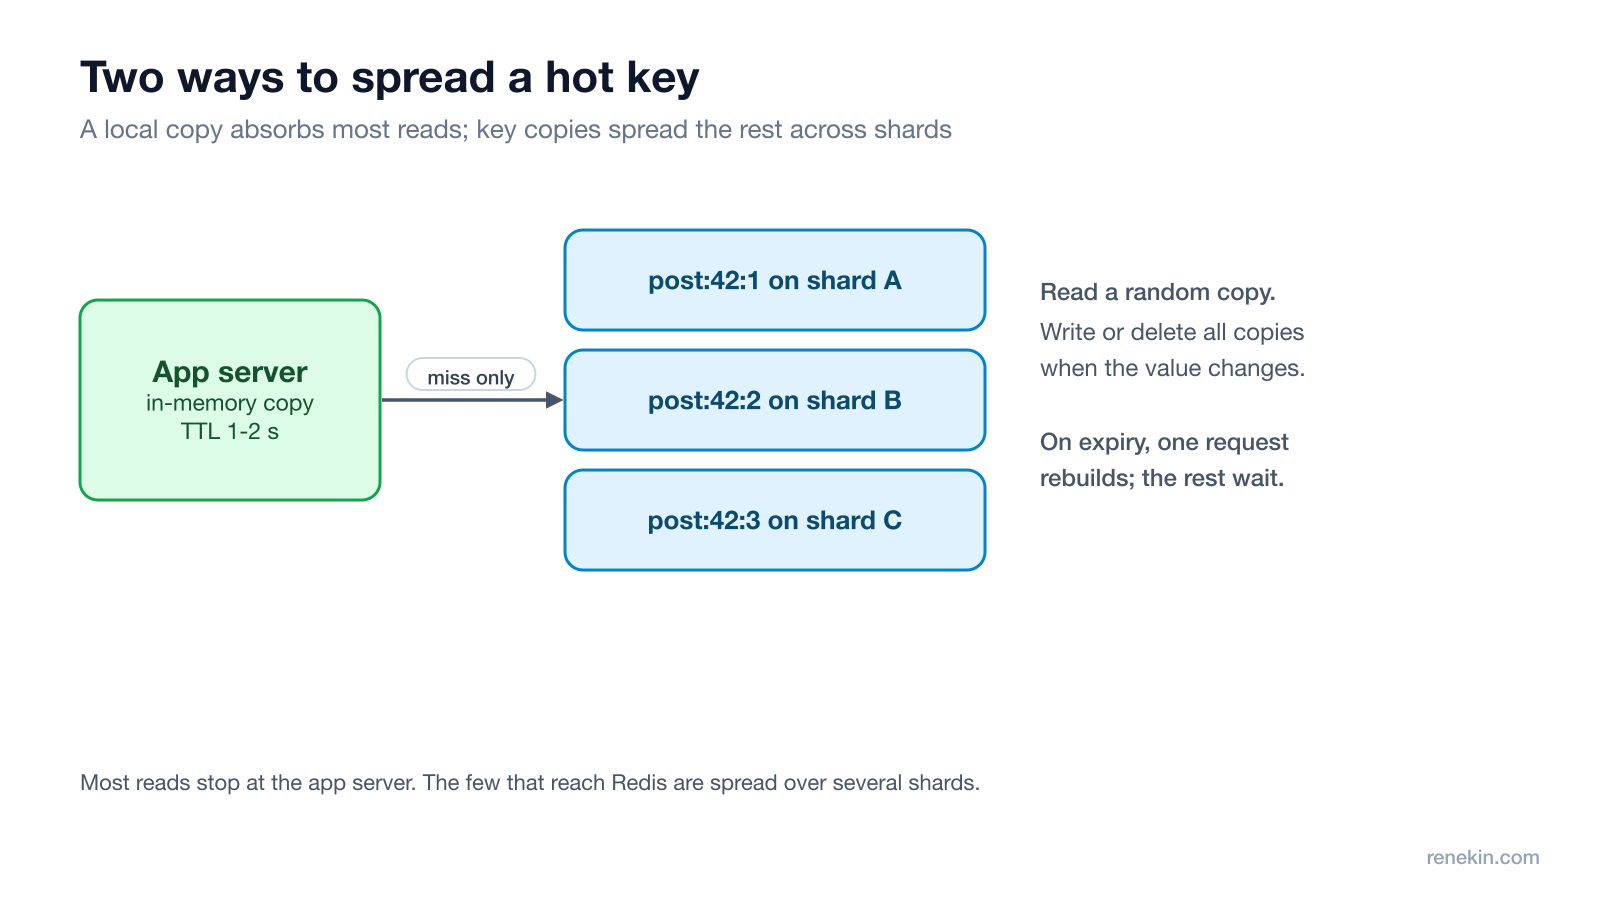 Two ways to spread a hot key
A local copy absorbs most reads; key copies spread the rest across shards
App server
in-memory copy
TTL 1-2 s
miss only
post:42:1 on shard A
post:42:2 on shard B
post:42:3 on shard C
Read a random copy.
Write or delete all copies
when the value changes.
On expiry, one request
rebuilds; the rest wait.
Most reads stop at the app server. The few that reach Redis are spread over several shards.
renekin.com